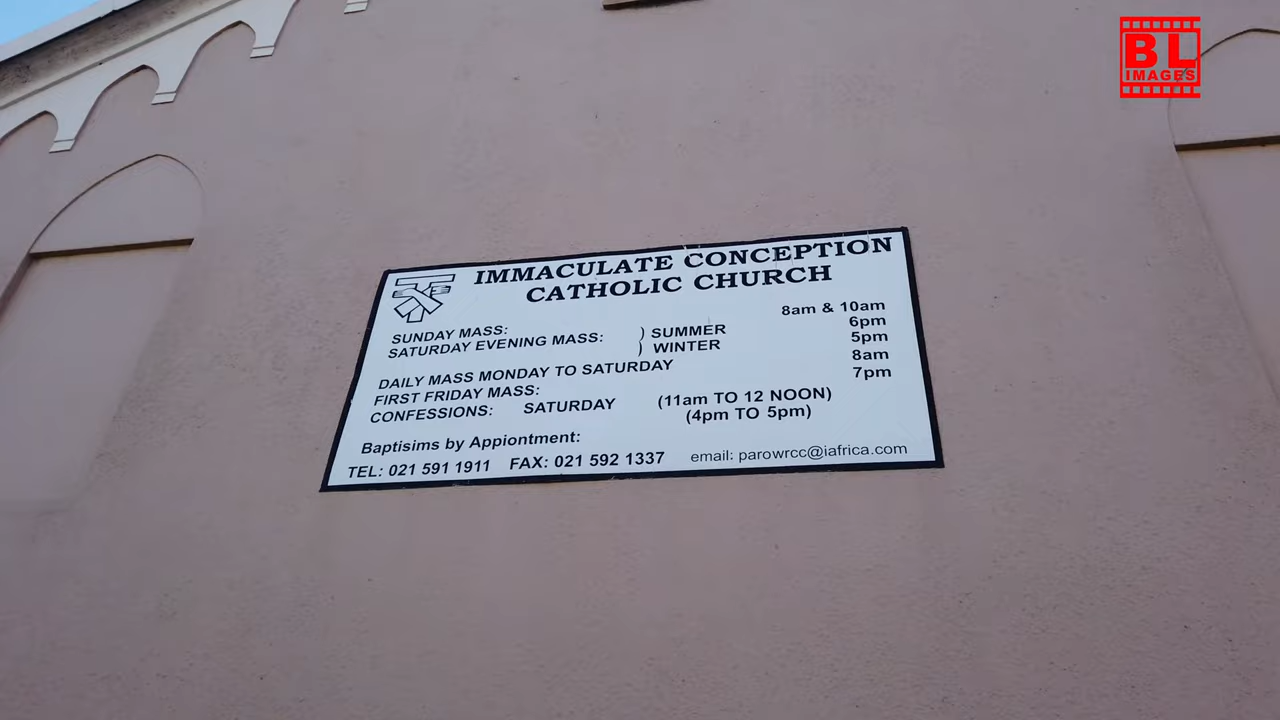 BL
IMAGES
IMMACULATE CONCEPTION
CATHOLIC CHURCH
SUNDAY MASS: 8am & 10am
SATURDAY EVENING MASS: ) SUMMER 6pm
) WINTER 5pm
DAILY MASS MONDAY TO SATURDAY 8am
FIRST FRIDAY MASS: 7pm
CONFESSIONS: SATURDAY (11am TO 12 NOON)
(4pm TO 5pm)
Baptisims by Appiontment:
TEL: 021 591 1911 FAX: 021 592 1337 email: parowrcc@iafrica.com